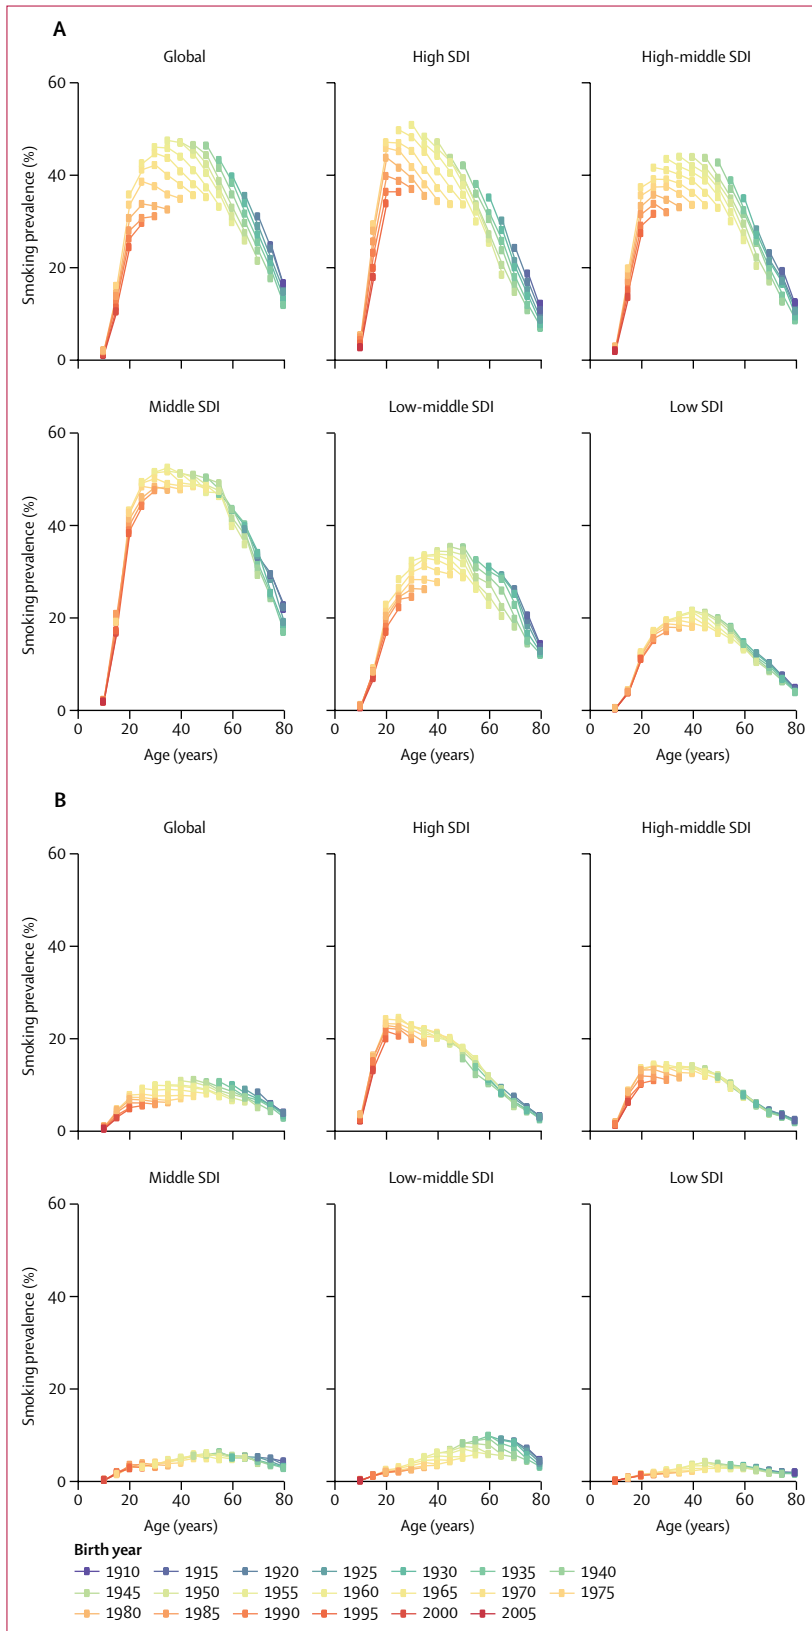 A
Global High SDI High-middle SDI
60
40
20
0
Smoking prevalence (%)
Middle SDI Low-middle SDI Low SDI
60
40
20
0
Smoking prevalence (%)
0 20 40 60 80 0 20 40 60 80 0 20 40 60 80
Age (years) Age (years) Age (years)
B
Global High SDI High-middle SDI
60
40
20
0
Smoking prevalence (%)
Middle SDI Low-middle SDI Low SDI
60
40
20
0
Smoking prevalence (%)
0 20 40 60 80 0 20 40 60 80 0 20 40 60 80
Age (years) Age (years) Age (years)
Birth year
1910 1915 1920 1925 1930 1935 1940
1945 1950 1955 1960 1965 1970 1975
1980 1985 1990 1995 2000 2005